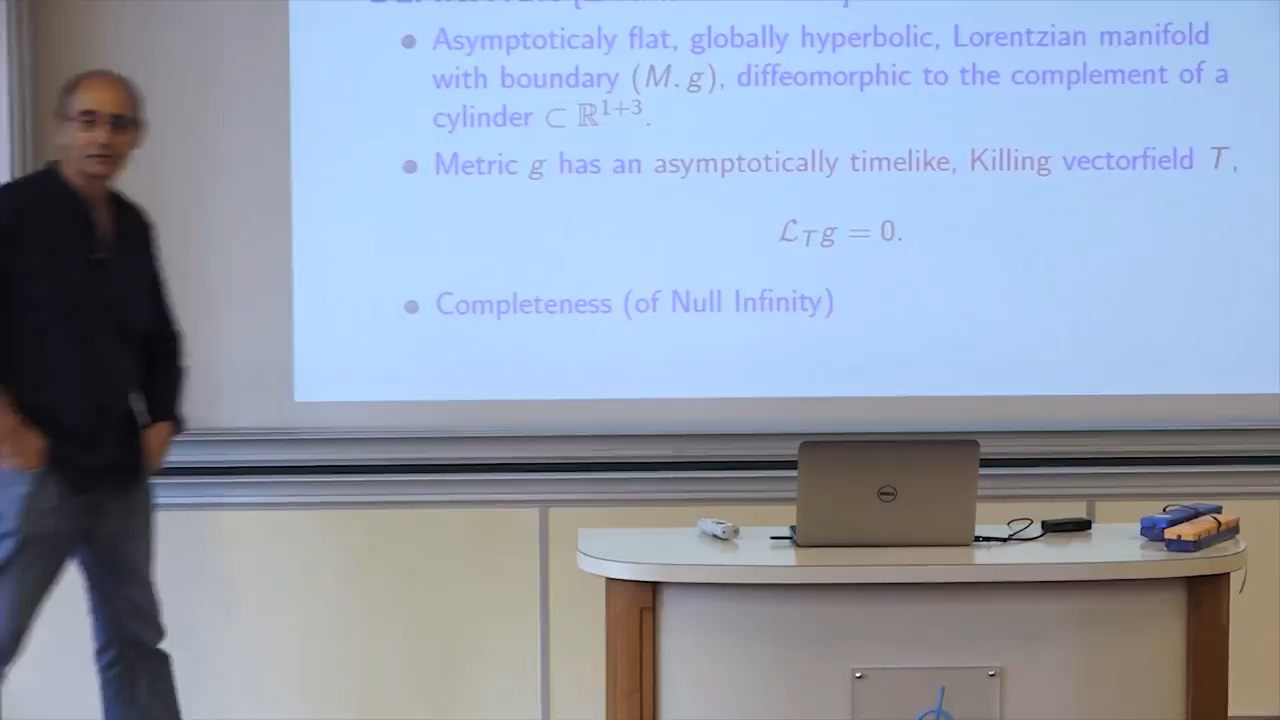 • Asymptoticaly flat, globally hyperbolic, Lorentzian manifold
with boundary (M.g), diffeomorphic to the complement of a
cylinder ⊂ ℝ¹⁺³.
• Metric g has an asymptotically timelike, Killing vectorfield T,
ℒ_T g = 0.
• Completeness (of Null Infinity)
DELL